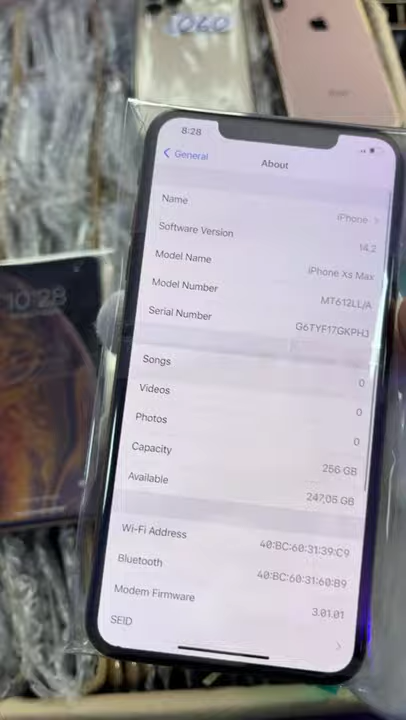 1060
8:28
General
About
Name iPhone
Software Version 14.2
Model Name iPhone Xs Max
Model Number MT612LL/A
Serial Number G6TYF17GKPHJ
Songs 0
Videos 0
Photos 0
Capacity 256 GB
Available 247,05 GB
Wi-Fi Address 40:BC:60:31:39:C9
Bluetooth 40:BC:60:31:60:B9
Modem Firmware 3.01.01
SEID
10:28